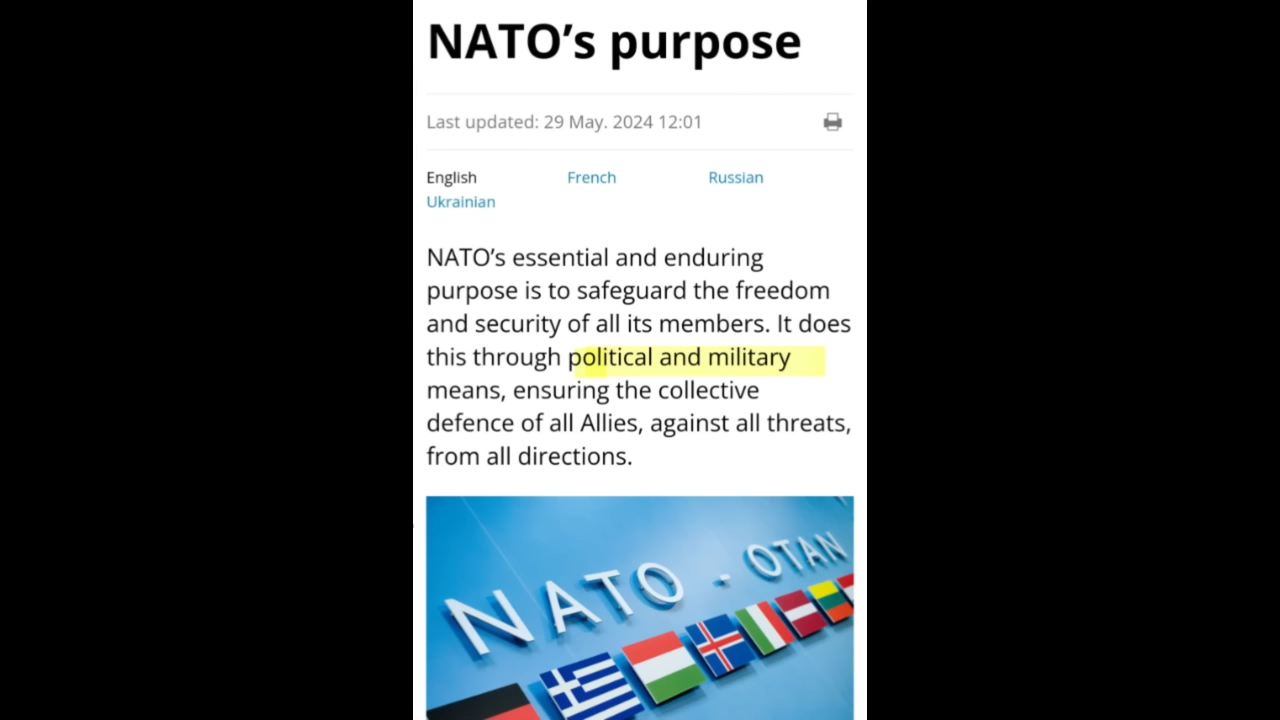 NATO’s purpose
Last updated: 29 May. 2024 12:01
English French Russian
Ukrainian
NATO’s essential and enduring
purpose is to safeguard the freedom
and security of all its members. It does
this through political and military
means, ensuring the collective
defence of all Allies, against all threats,
from all directions.
NATO - OTAN